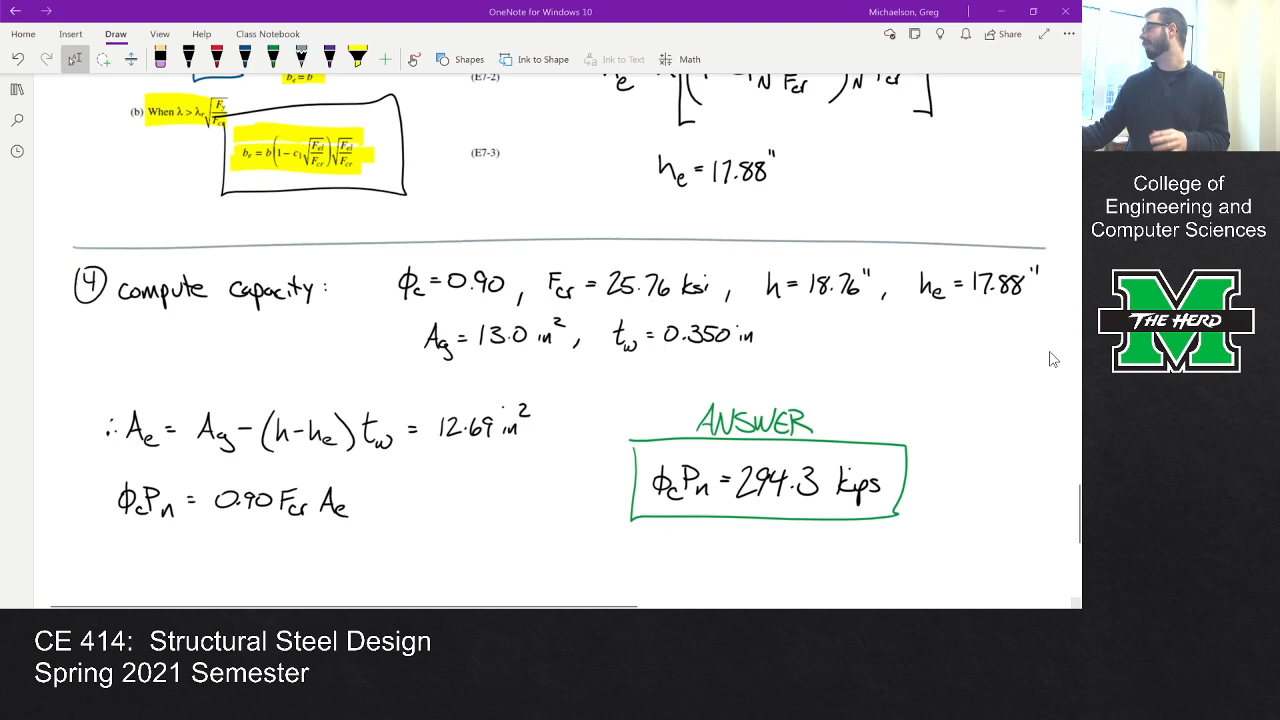 OneNote for Windows 10
Michaelson, Greg
Home Insert Draw View Help Class Notebook
Share
Shapes Ink to Shape Ink to Text Math
b_e = b (E7-2)
(b) When λ > λ_r √(F_y/F_cr)
b_e = b(1 − c_1 √(F_el/F_cr)) √(F_el/F_cr) (E7-3)
h_e = 17.88"
④ compute capacity: ϕ_c = 0.90, F_cr = 25.76 ksi, h = 18.76", h_e = 17.88"
A_g = 13.0 in², t_w = 0.350 in
∴ A_e = A_g − (h−h_e) t_w = 12.69 in²
ϕ_cP_n = 0.90 F_cr A_e
ANSWER
ϕ_cP_n = 294.3 kips
College of
Engineering and
Computer Sciences
THE HERD
CE 414: Structural Steel Design
Spring 2021 Semester